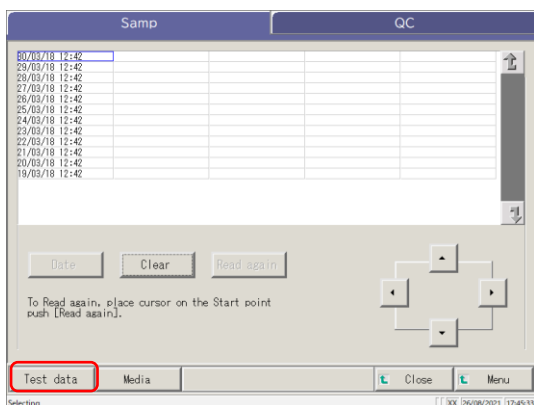 Samp QC
30/03/18 12:42
29/03/18 12:42
28/03/18 12:42
27/03/18 12:42
26/03/18 12:42
25/03/18 12:42
24/03/18 12:42
23/03/18 12:42
22/03/18 12:42
21/03/18 12:42
20/03/18 12:42
19/03/18 12:42
Date Clear Read again
To Read again, place cursor on the Start point
push [Read again].
Test data Media Close Menu
Selecting XX 26/08/2021 17:45:33